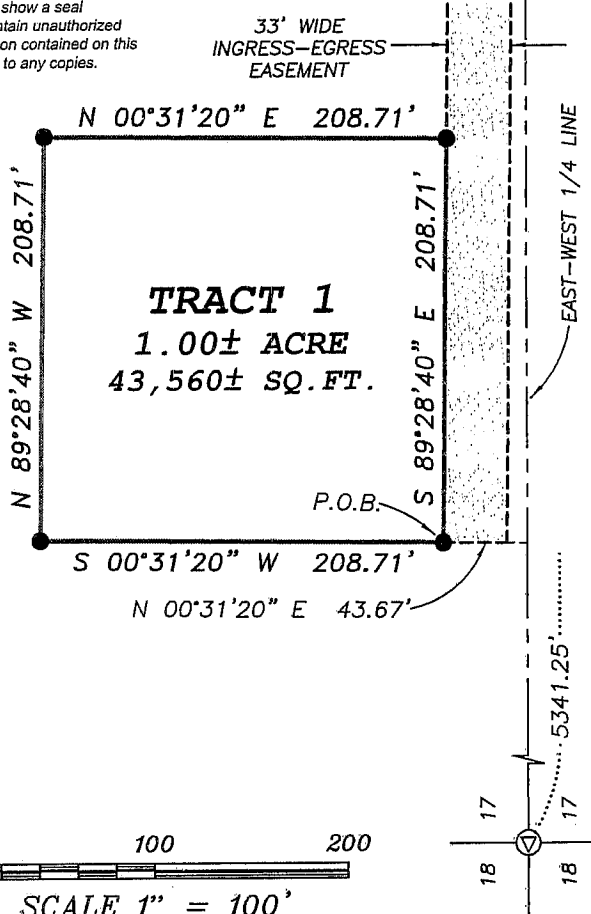 show a seal
ntain unauthorized
on contained on this
to any copies.
33' WIDE
INGRESS-EGRESS
EASEMENT
N 00°31'20" E 208.71'
N 89°28'40" W 208.71'
S 89°28'40" E 208.71'
EAST-WEST 1/4 LINE
TRACT 1
1.00± ACRE
43,560± SQ.FT.
P.O.B.
S 00°31'20" W 208.71'
N 00°31'20" E 43.67'
5341.25'
17
17
18
18
100
200
SCALE 1" = 100'